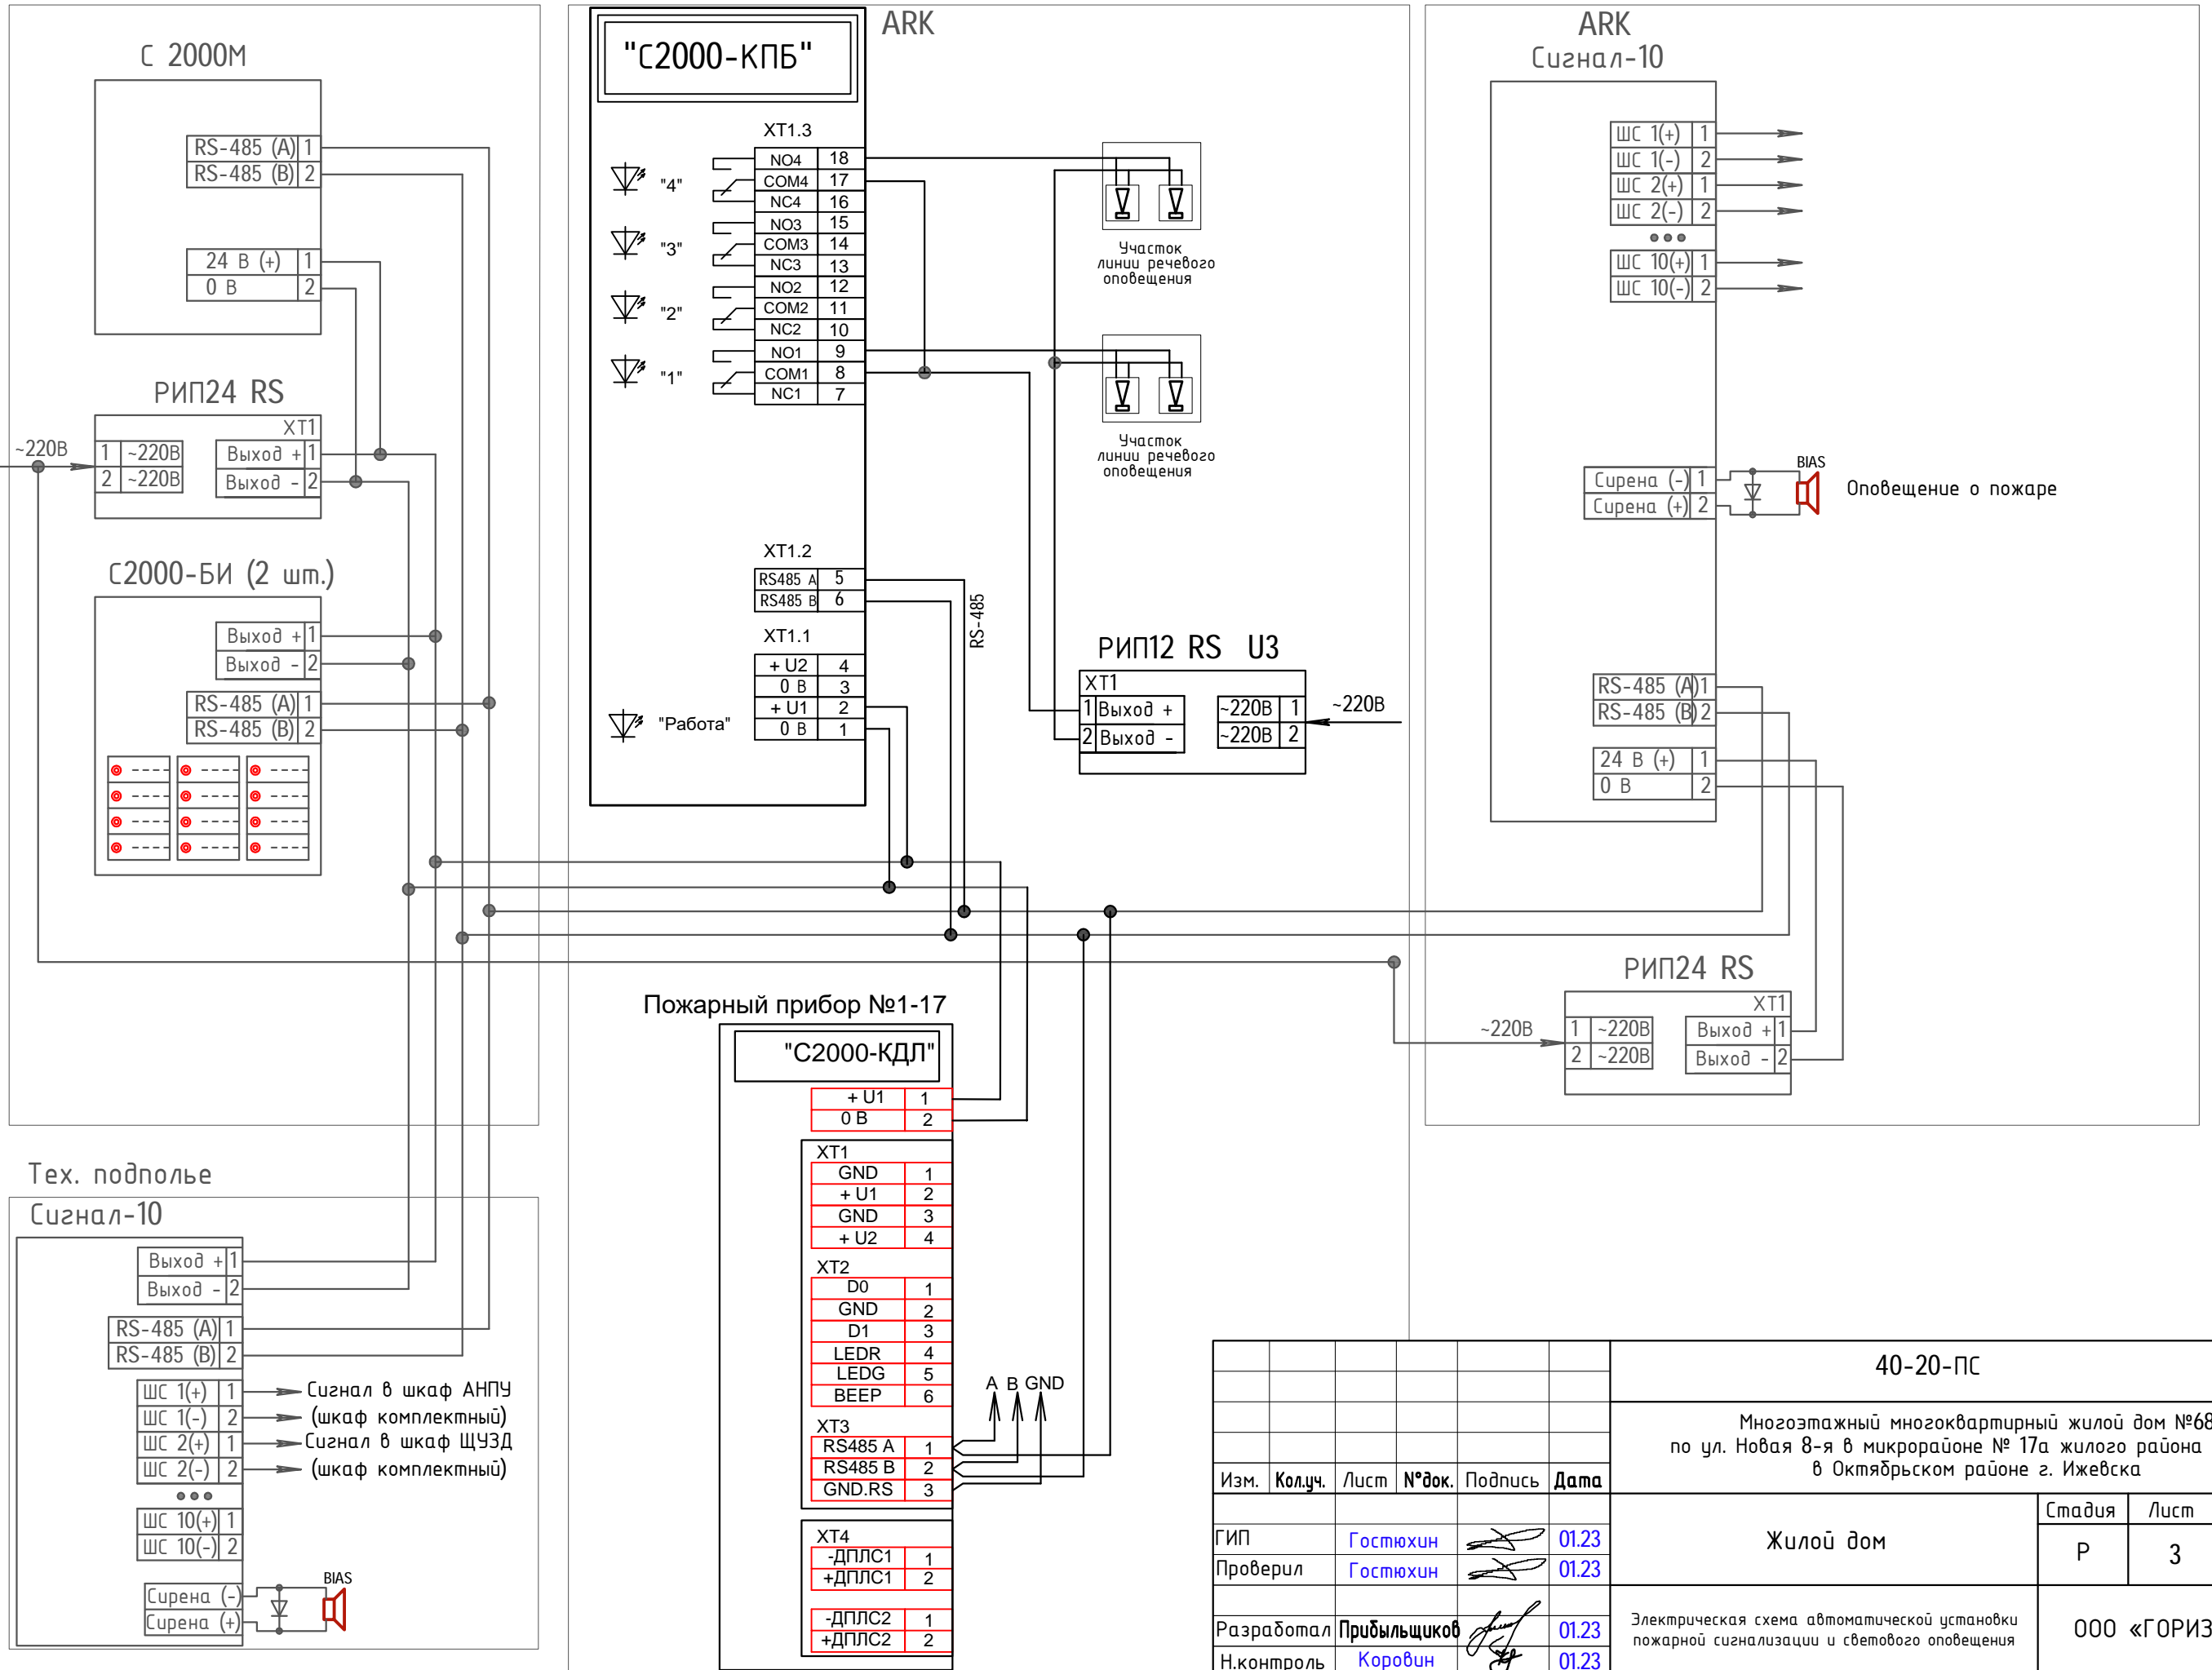 С 2000М
RS-485 (А) 1
RS-485 (В) 2
24 В (+) 1
0 В 2
РИП24 RS
XT1
~220В
1 ~220В
2 ~220В
Выход + 1
Выход - 2
С2000-БИ (2 шт.)
Выход + 1
Выход - 2
RS-485 (А) 1
RS-485 (В) 2
Тех. подполье
Сигнал-10
Выход + 1
Выход - 2
RS-485 (А) 1
RS-485 (В) 2
ШС 1(+) 1 Сигнал в шкаф АНПУ
ШС 1(-) 2 (шкаф комплектный)
ШС 2(+) 1 Сигнал в шкаф ЩУЗД
ШС 2(-) 2 (шкаф комплектный)
ШС 10(+) 1
ШС 10(-) 2
BIAS
Сирена (-)
Сирена (+)
ARK
"С2000-КПБ"
XT1.3
NO4 18
"4" COM4 17
NC4 16
NO3 15
"3" COM3 14
NC3 13
NO2 12
"2" COM2 11
NC2 10
NO1 9
"1" COM1 8
NC1 7
XT1.2
RS485 А 5
RS485 В 6
XT1.1
+ U2 4
0 В 3
+ U1 2
0 В 1
"Работа"
RS-485
Участок
линии речевого
оповещения
Участок
линии речевого
оповещения
РИП12 RS U3
XT1
1 Выход +
2 Выход -
~220В 1
~220В 2
~220В
Пожарный прибор №1-17
"С2000-КДЛ"
+ U1 1
0 В 2
XT1
GND 1
+ U1 2
GND 3
+ U2 4
XT2
D0 1
GND 2
D1 3
LEDR 4
LEDG 5
BEEP 6
XT3
RS485 A 1
RS485 B 2
GND.RS 3
A B GND
XT4
-ДПЛС1 1
+ДПЛС1 2
-ДПЛС2 1
+ДПЛС2 2
ARK
Сигнал-10
ШС 1(+) 1
ШС 1(-) 2
ШС 2(+) 1
ШС 2(-) 2
ШС 10(+) 1
ШС 10(-) 2
BIAS
Сирена (-) 1
Сирена (+) 2
Оповещение о пожаре
RS-485 (А) 1
RS-485 (В) 2
24 В (+) 1
0 В 2
РИП24 RS
XT1
~220В
1 ~220В
2 ~220В
Выход + 1
Выход - 2
40-20-ПС
Многоэтажный многоквартирный жилой дом №68
по ул. Новая 8-я в микрорайоне № 17а жилого района
в Октябрьском районе г. Ижевска
Изм. Кол.уч. Лист №док. Подпись Дата
ГИП Гостюхин 01.23
Проверил Гостюхин 01.23
Разработал Прибыльщиков 01.23
Н.контроль Коровин 01.23
Жилой дом
Стадия Лист
Р 3
Электрическая схема автоматической установки
пожарной сигнализации и светового оповещения
ООО «ГОРИЗ